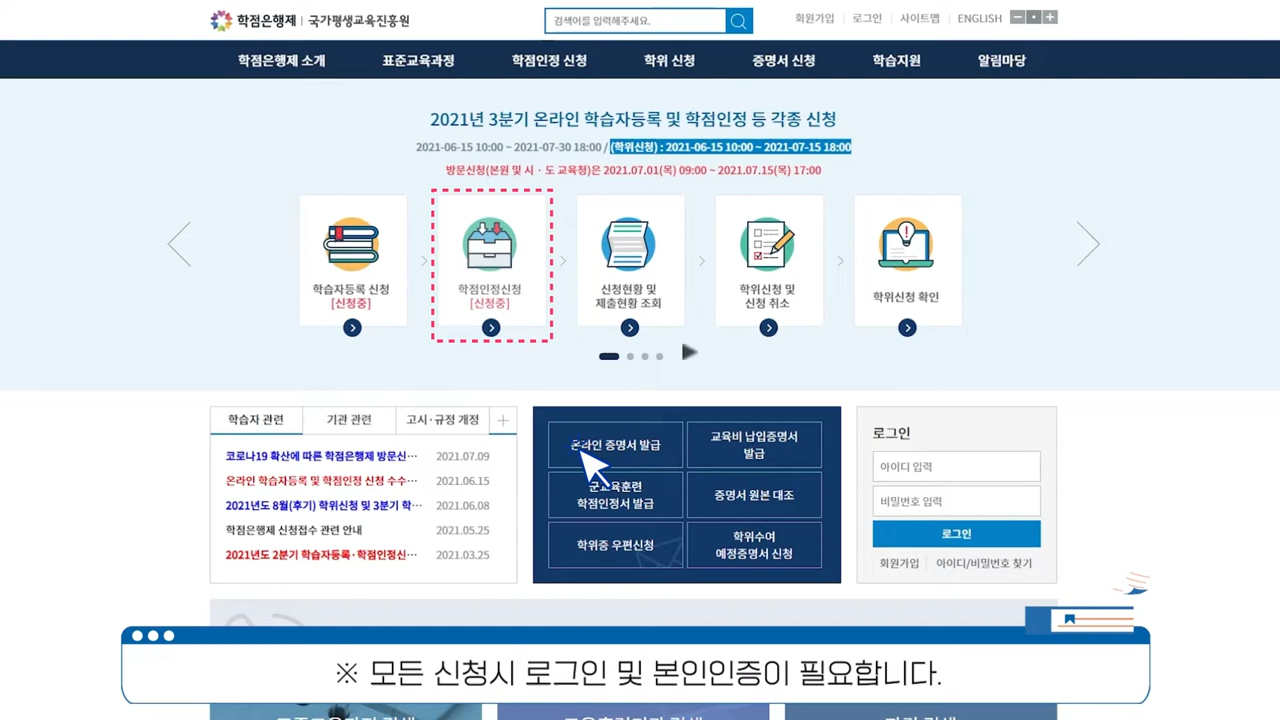 학점은행제 | 국가평생교육진흥원
검색어를 입력해주세요.
회원가입 | 로그인 | 사이트맵 | ENGLISH
학점은행제 소개 표준교육과정 학점인정 신청 학위 신청 증명서 신청 학습지원 알림마당
2021년 3분기 온라인 학습자등록 및 학점인정 등 각종 신청
2021-06-15 10:00 ~ 2021-07-30 18:00 / (학위신청) : 2021-06-15 10:00 ~ 2021-07-15 18:00
방문신청(본원 및 시·도 교육청)은 2021.07.01(목) 09:00 ~ 2021.07.15(목) 17:00
학습자등록 신청
[신청중]
학점인정신청
[신청중]
신청현황 및
제출현황 조회
학위신청 및
신청 취소
학위신청 확인
학습자 관련 기관 관련 고시·규정 개정
코로나19 확산에 따른 학점은행제 방문신··· 2021.07.09
온라인 학습자등록 및 학점인정 신청 수수··· 2021.06.15
2021년도 8월(후기) 학위신청 및 3분기 학··· 2021.06.08
학점은행제 신청접수 관련 안내 2021.05.25
2021년도 2분기 학습자등록·학점인정신··· 2021.03.25
온라인 증명서 발급
교육비 납입증명서
발급
군교육훈련
학점인정서 발급
증명서 원본 대조
학위증 우편신청
학위수여
예정증명서 신청
로그인
아이디 입력
비밀번호 입력
로그인
회원가입 | 아이디/비밀번호 찾기
※ 모든 신청시 로그인 및 본인인증이 필요합니다.